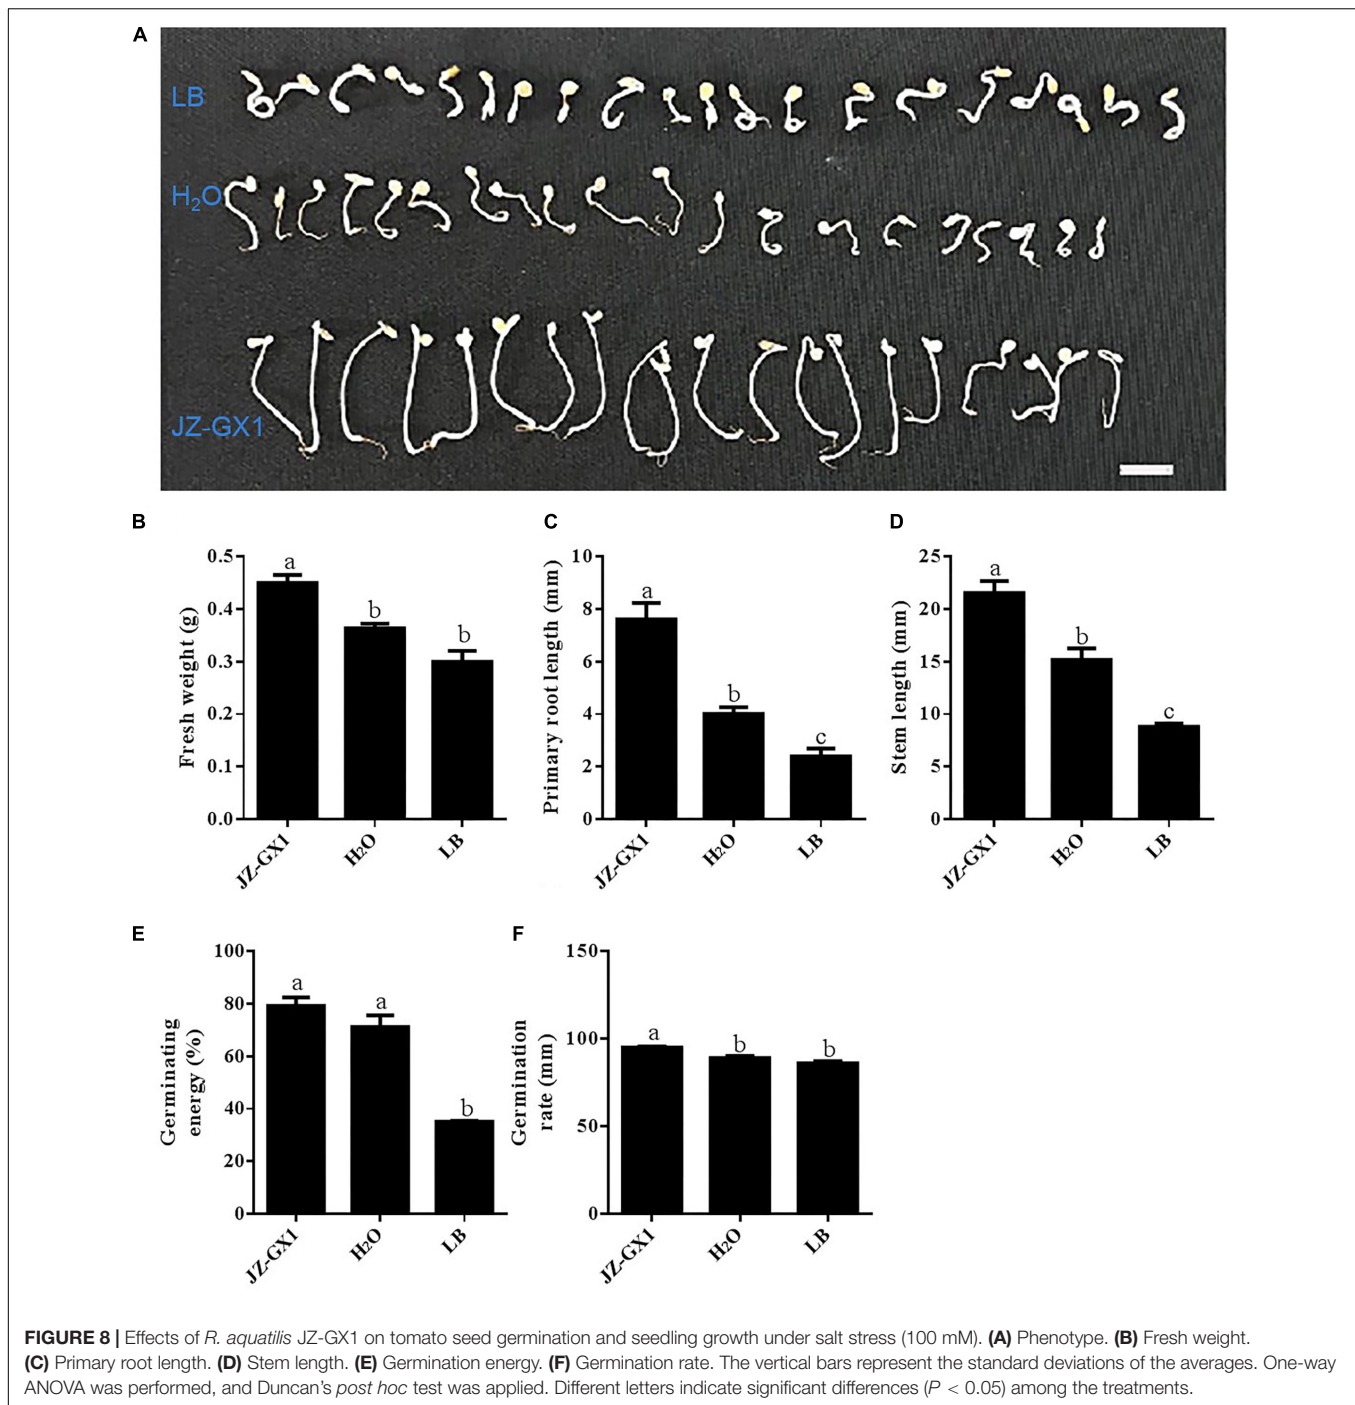 A
LB
H₂O
JZ-GX1
B
Fresh weight (g)
0.5
0.4
0.3
0.2
0.1
0.0
a
b
b
JZ-GX1
H₂O
LB
C
Primary root length (mm)
10
8
6
4
2
0
a
b
c
JZ-GX1
H₂O
LB
D
Stem length (mm)
25
20
15
10
5
0
a
b
c
JZ-GX1
H₂O
LB
E
Germinating
energy (%)
100
80
60
40
20
0
a
a
b
JZ-GX1
H₂O
LB
F
Germination
rate (mm)
150
100
50
0
a
b
b
JZ-GX1
H₂O
LB
FIGURE 8 | Effects of R. aquatilis JZ-GX1 on tomato seed germination and seedling growth under salt stress (100 mM). (A) Phenotype. (B) Fresh weight.
(C) Primary root length. (D) Stem length. (E) Germination energy. (F) Germination rate. The vertical bars represent the standard deviations of the averages. One-way
ANOVA was performed, and Duncan's post hoc test was applied. Different letters indicate significant differences (P < 0.05) among the treatments.